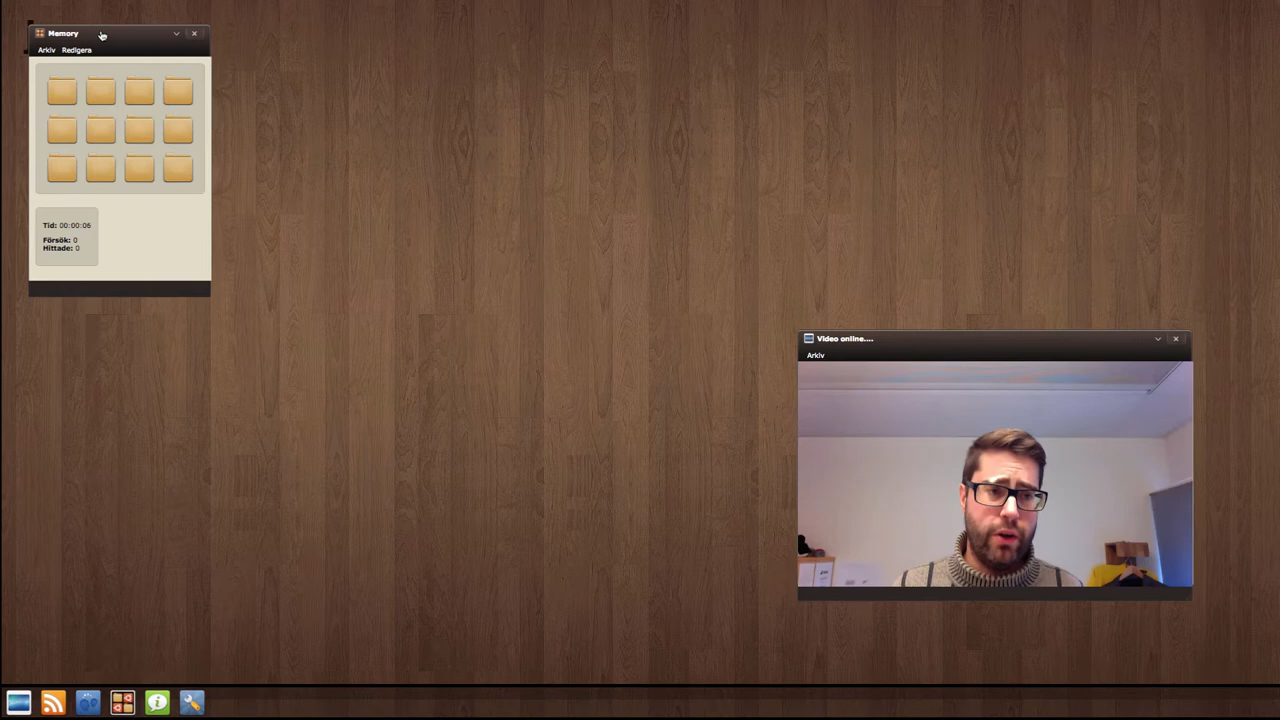 Memory
Arkiv Redigera
Tid: 00:00:06
Försök: 0
Hittade: 0
Video online....
Arkiv